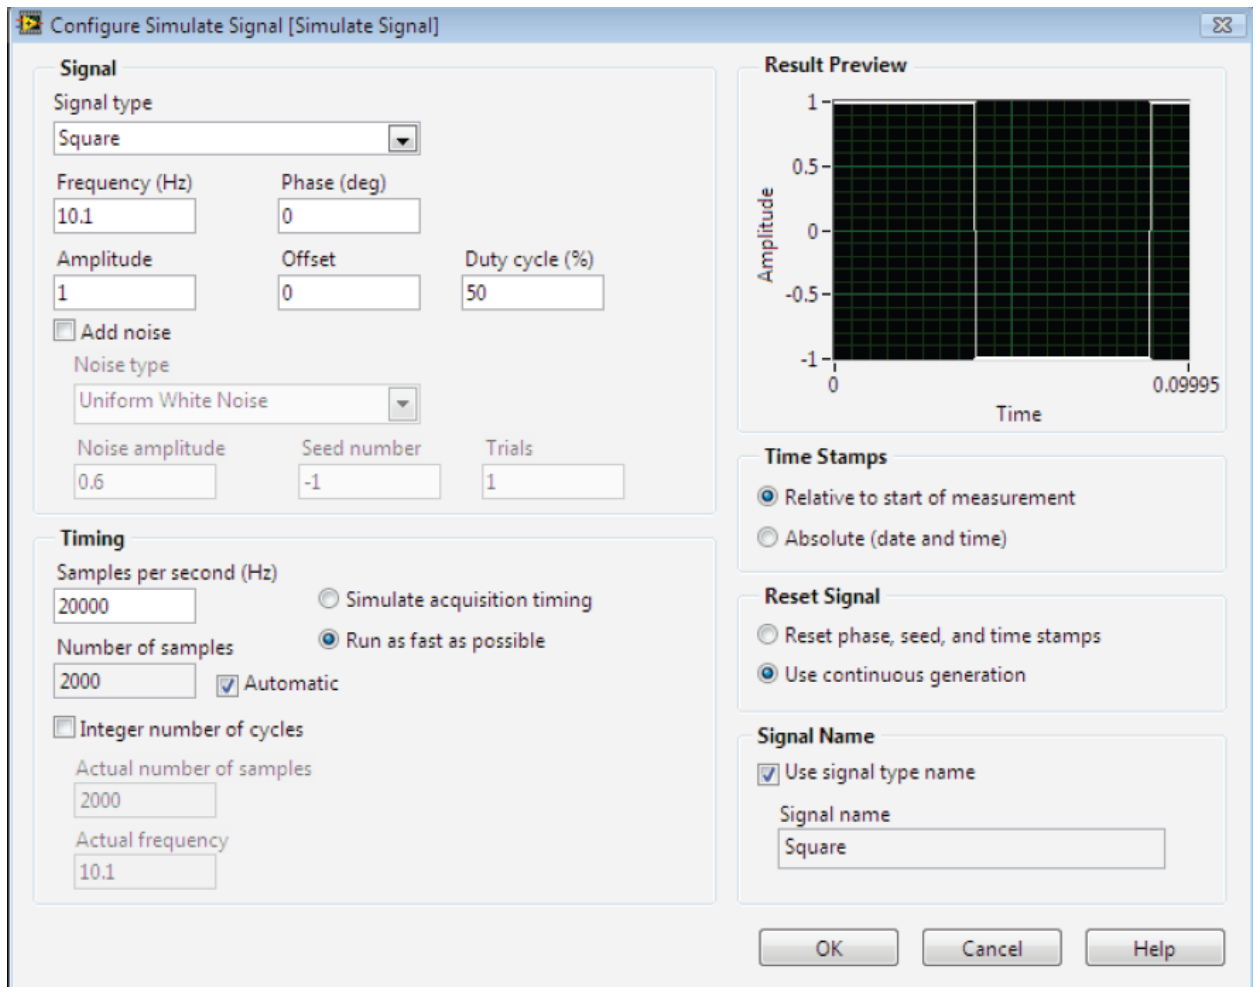 Configure Simulate Signal [Simulate Signal]
Signal
Signal type
Square
Frequency (Hz) Phase (deg)
10.1 0
Amplitude Offset Duty cycle (%)
1 0 50
Add noise
Noise type
Uniform White Noise
Noise amplitude Seed number Trials
0.6 -1 1
Timing
Samples per second (Hz)
20000
Simulate acquisition timing
Run as fast as possible
Number of samples
2000
Automatic
Integer number of cycles
Actual number of samples
2000
Actual frequency
10.1
Result Preview
1
0.5
0
-0.5
-1
Amplitude
0 0.09995
Time
Time Stamps
Relative to start of measurement
Absolute (date and time)
Reset Signal
Reset phase, seed, and time stamps
Use continuous generation
Signal Name
Use signal type name
Signal name
Square
OK Cancel Help